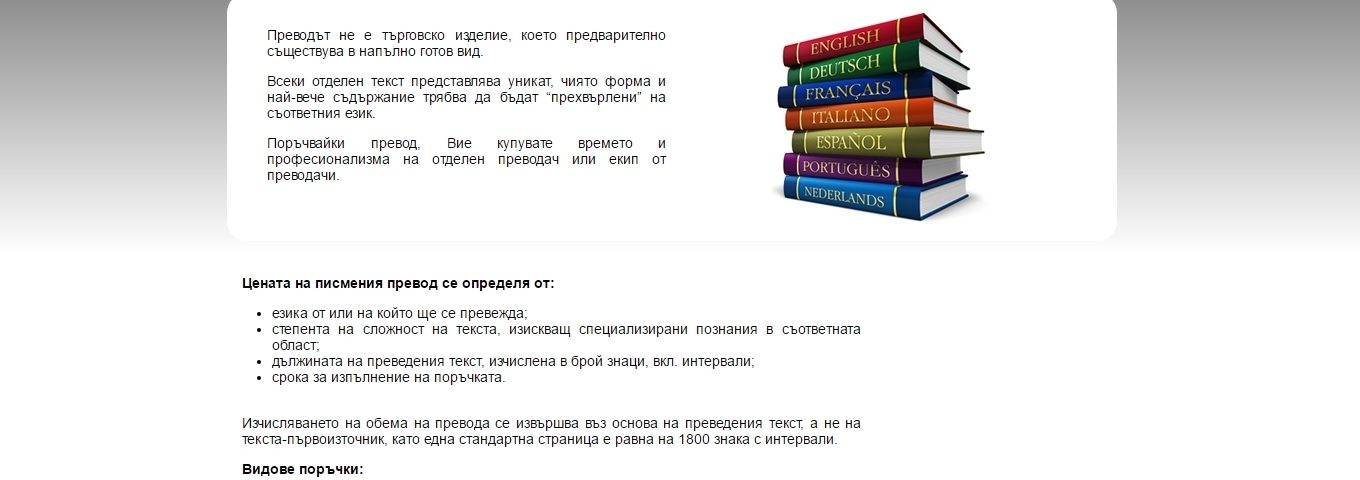 Преводът не е търговско изделие, което предварително
съществува в напълно готов вид.
Всеки отделен текст представлява уникат, чиято форма и
най-вече съдържание трябва да бъдат “прехвърлени” на
съответния език.
Поръчвайки превод, Вие купувате времето и
професионализма на отделен преводач или екип от
преводачи.
ENGLISH
DEUTSCH
FRANÇAIS
ITALIANO
ESPAÑOL
PORTUGUÊS
NEDERLANDS
Цената на писмения превод се определя от:
• езика от или на който ще се превежда;
• степента на сложност на текста, изискващ специализирани познания в съответната
област;
• дължината на преведения текст, изчислена в брой знаци, вкл. интервали;
• срока за изпълнение на поръчката.
Изчисляването на обема на превода се извършва въз основа на преведения текст, а не на
текста-първоизточник, като една стандартна страница е равна на 1800 знака с интервали.
Видове поръчки: